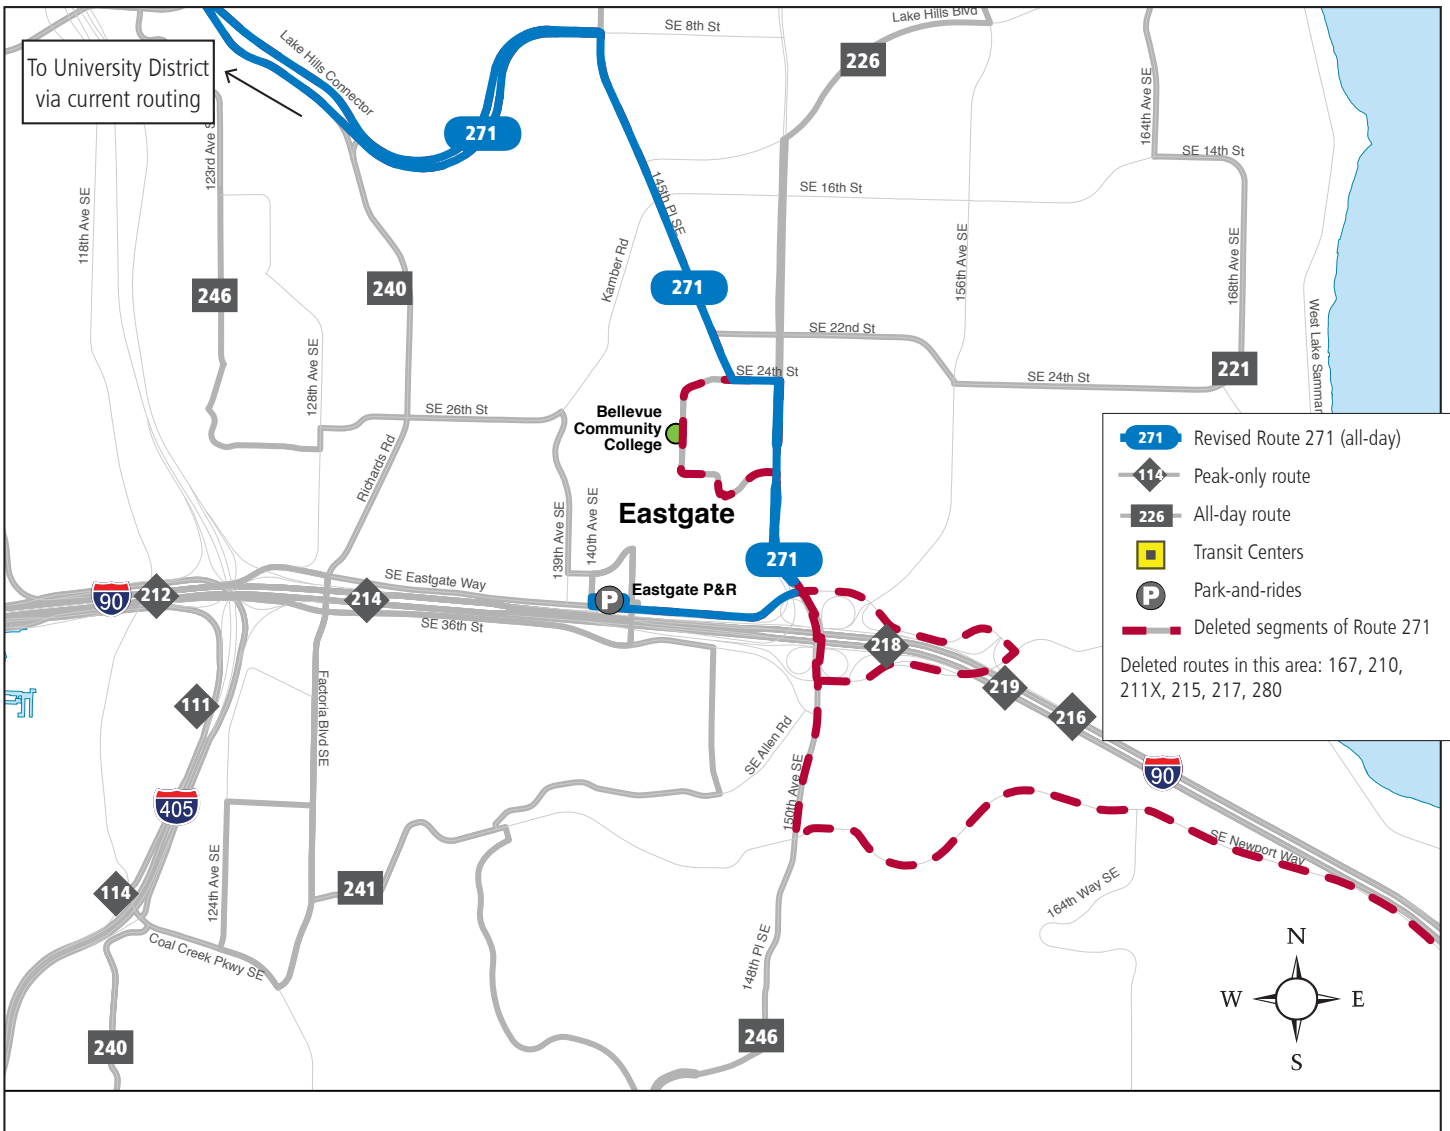 SE 8th St
Lake Hills Blvd
226
To University District
via current routing
Lake Hills Connector
271
164th Ave SE
SE 14th St
123rd Ave S
118th Ave SE
145th Pl SE
SE 16th St
Kamber Rd
156th Ave SE
168th Ave SE
246
240
271
West Lake Sammar
SE 22nd St
128th Ave SE
SE 24th St
SE 24th St
221
SE 26th St
Bellevue
Community
College
Richards Rd
Eastgate
139th Ave SE
140th Ave SE
271
SE Eastgate Way
Eastgate P&R
P
90
212
214
SE 36th St
218
219
216
111
Factoria Blvd SE
SE Allen Rd
150th Ave SE
90
405
SE Newport Way
124th Ave SE
114
241
164th Way SE
Coal Creek Pkwy SE
148th Pl SE
240
246
271 Revised Route 271 (all-day)
114 Peak-only route
226 All-day route
Transit Centers
P Park-and-rides
Deleted segments of Route 271
Deleted routes in this area: 167, 210,
211X, 215, 217, 280
N
W E
S